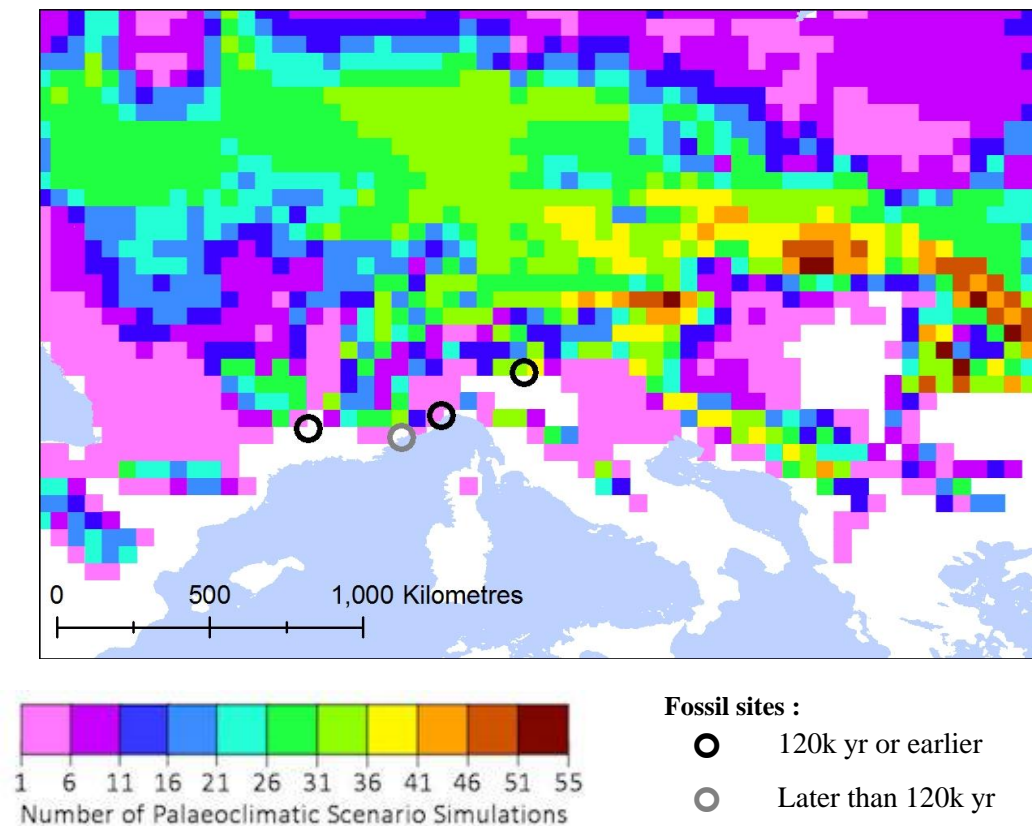 0 500 1,000 Kilometres
1 6 11 16 21 26 31 36 41 46 51 55
Number of Palaeoclimatic Scenario Simulations
Fossil sites :
120k yr or earlier
Later than 120k yr